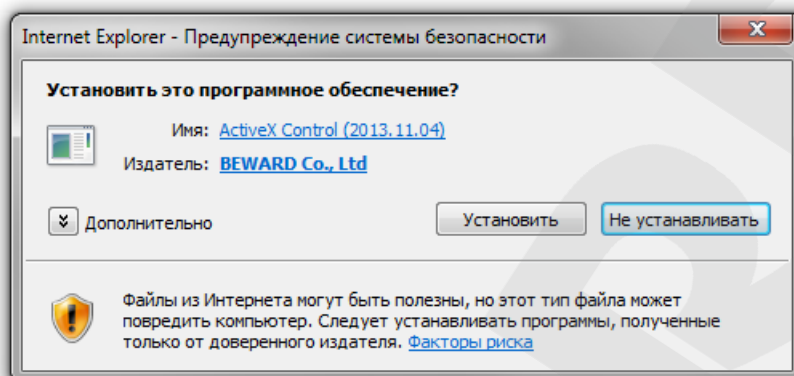 Internet Explorer - Предупреждение системы безопасности
Установить это программное обеспечение?
Имя: ActiveX Control (2013.11.04)
Издатель: BEWARD Co., Ltd
Дополнительно
Установить
Не устанавливать
Файлы из Интернета могут быть полезны, но этот тип файла может
повредить компьютер. Следует устанавливать программы, полученные
только от доверенного издателя. Факторы риска